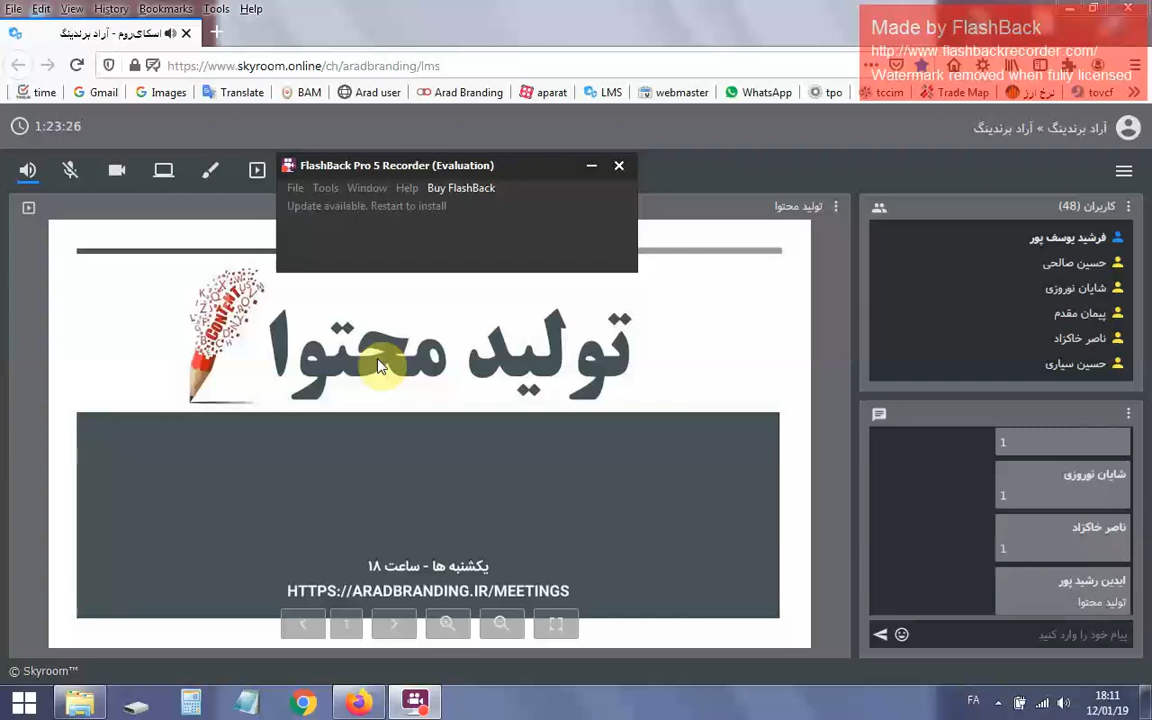 File Edit View History Bookmarks Tools Help
Made by FlashBack
http://www.flashbackrecorder.com/
Watermark removed when fully licensed
اسکای‌روم - آراد برندینگ
https://www.skyroom.online/ch/aradbranding/lms
time Gmail Images Translate BAM Arad user Arad Branding aparat LMS webmaster WhatsApp tpo tccim Trade Map نرخ ارز tovcf
1:23:26
آراد برندینگ » آراد برندینگ
FlashBack Pro 5 Recorder (Evaluation)
File Tools Window Help Buy FlashBack
Update available. Restart to install
تولید محتوا
CONTENT
تولید محتوا
یکشنبه ها - ساعت ۱۸
HTTPS://ARADBRANDING.IR/MEETINGS
1
کاربران (48)
فرشید یوسف پور
حسین صالحی
شایان نوروزی
پیمان مقدم
ناصر خاکزاد
حسین سیاری
1
شایان نوروزی
1
ناصر خاکزاد
1
ایدین رشید پور
تولید محتوا
پیام خود را وارد کنید
© Skyroom™
FA
18:11
12/01/19